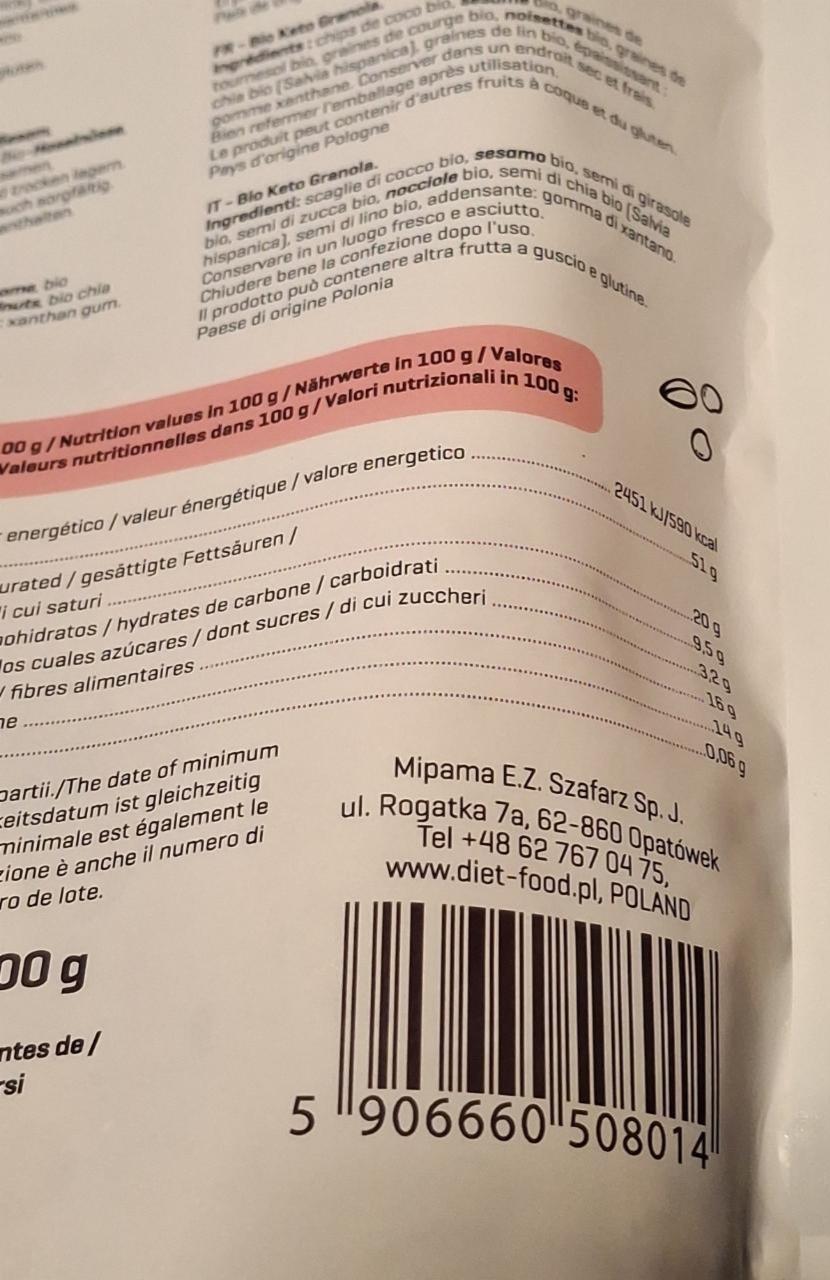 FR - Bio Keto Granola.
Ingrédients: chips de coco bio, bio, graines de
tournesol bio, graines de courge bio, noisettes bio, graines de
chia bio (Salvia hispanica), graines de lin bio, épaississant:
gomme xanthane. Conserver dans un endroit sec et frais.
Bien refermer l'emballage après utilisation.
Le produit peut contenir d'autres fruits à coque et du gluten.
Pays d'origine Pologne
trocken lagern.
sorgfältig
enthalten
bio
bio chia
xanthan gum.
IT - Bio Keto Granola.
Ingredienti: scaglie di cocco bio, sesamo bio, semi di girasole
bio, semi di zucca bio, nocciole bio, semi di chia bio (Salvia
hispanica), semi di lino bio, addensante: gomma di xantano.
Conservare in un luogo fresco e asciutto.
Chiudere bene la confezione dopo l'uso.
Il prodotto può contenere altra frutta a guscio e glutine.
Paese di origine Polonia
00 g / Nutrition values in 100 g / Nährwerte in 100 g / Valores
Valeurs nutritionnelles dans 100 g / Valori nutrizionali in 100 g:
energético / valeur énergétique / valore energetico 2451 kJ/590 kcal
51 g
urated / gesättigte Fettsäuren /
i cui saturi 20 g
ohidratos / hydrates de carbone / carboidrati 9,5 g
los cuales azúcares / dont sucres / di cui zuccheri 3,2 g
/ fibres alimentaires 16 g
ne 14 g
0,06 g
partii./The date of minimum
keitsdatum ist gleichzeitig
minimale est également le
zione è anche il numero di
ro de lote.
00 g
ntes de /
rsi
Mipama E.Z. Szafarz Sp. J.
ul. Rogatka 7a, 62-860 Opatówek
Tel +48 62 767 04 75,
www.diet-food.pl, POLAND
5 906660 508014